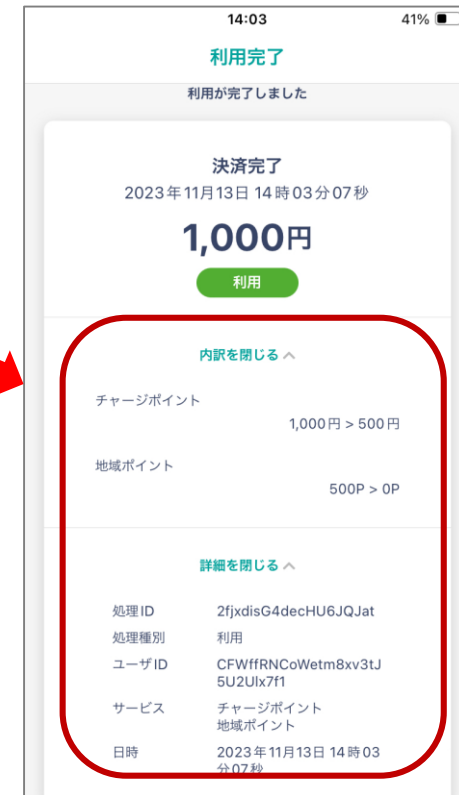 14:03 41%
利用完了
利用が完了しました
決済完了
2023年11月13日 14時03分07秒
1,000円
利用
内訳を閉じる
チャージポイント
1,000円 > 500円
地域ポイント
500P > 0P
詳細を閉じる
処理ID 2fjxdisG4decHU6JQJat
処理種別 利用
ユーザID CFWffRNCoWetm8xv3tJ
5U2Ulx7f1
サービス チャージポイント
地域ポイント
日時 2023年11月13日 14時03
分07秒